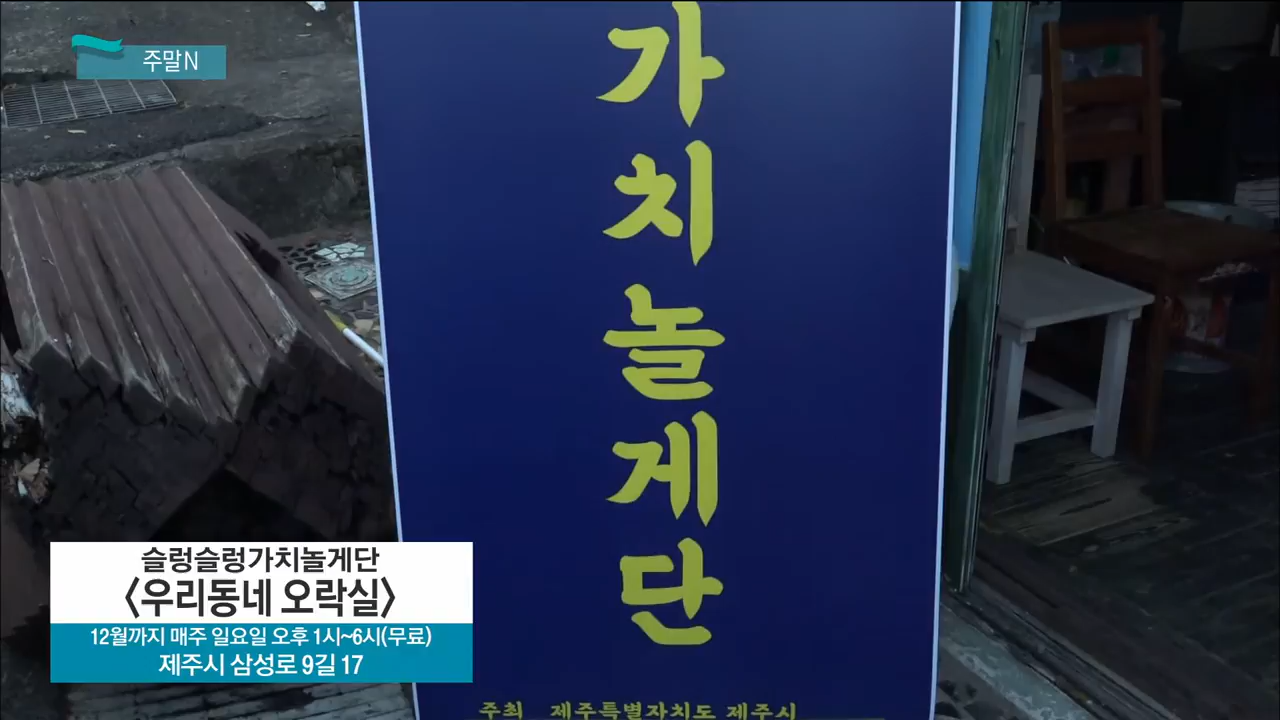 주말N
가
치
놀
게
단
주최 제주특별자치도 제주시
슬렁슬렁가치놀게단
〈우리동네 오락실〉
12월까지 매주 일요일 오후 1시~6시(무료)
제주시 삼성로 9길 17